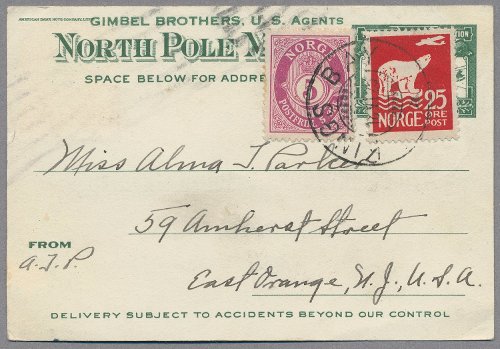 GIMBEL BROTHERS, U.S. AGENTS
NORTH POLE
SPACE BELOW FOR
NORGE
POSTFRIM
NORGE
25
ØRE
POST
Miss Alma T. Parker
59 Amherst Street
FROM
A.T.P.
East Orange, N.J., U.S.A.
DELIVERY SUBJECT TO ACCIDENTS BEYOND OUR CONTROL